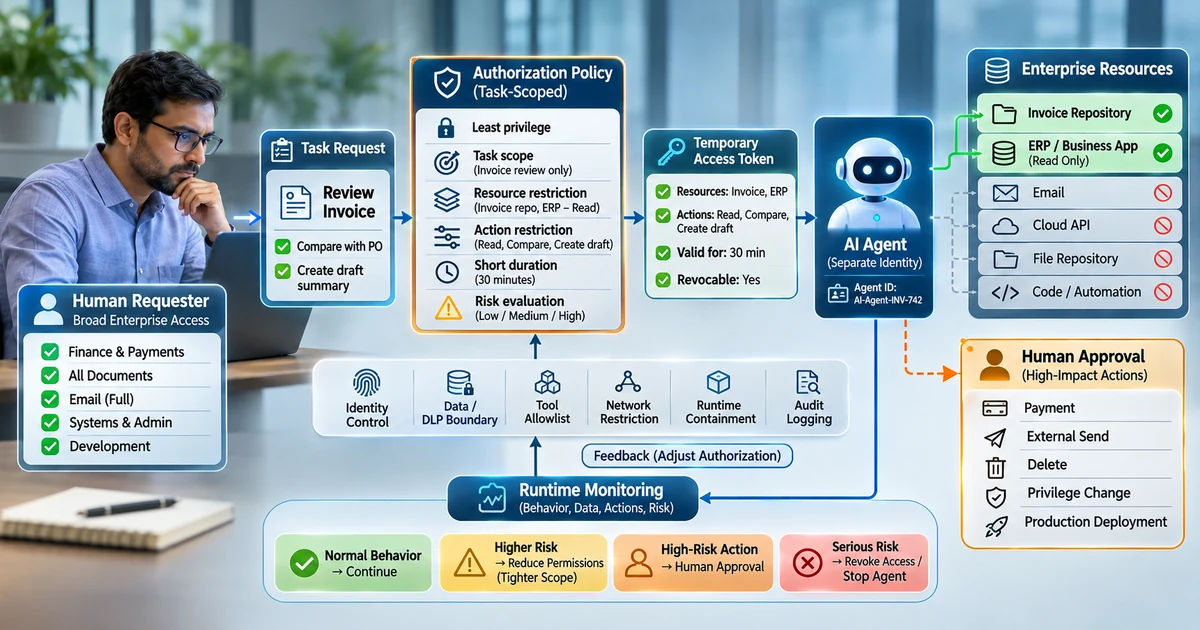 Human Requester
Broad Enterprise Access
Finance & Payments
All Documents
Email (Full)
Systems & Admin
Development
Task Request
Review
Invoice
Compare with PO
Create draft
summary
Authorization Policy
(Task-Scoped)
Least privilege
Task scope
(Invoice review only)
Resource restriction
(Invoice repo, ERP – Read)
Action restriction
(Read, Compare, Create draft)
Short duration
(30 minutes)
Risk evaluation
(Low / Medium / High)
Temporary
Access Token
Resources: Invoice, ERP
Actions: Read, Compare,
Create draft
Valid for: 30 min
Revocable: Yes
AI Agent
(Separate Identity)
Agent ID:
AI-Agent-INV-742
Enterprise Resources
Invoice Repository
ERP / Business App
(Read Only)
Email
Cloud API
File Repository
Code / Automation
Human Approval
(High-Impact Actions)
Payment
External Send
Delete
Privilege Change
Production Deployment
Identity
Control
Data /
DLP Boundary
Tool
Allowlist
Network
Restriction
Runtime
Containment
Audit
Logging
Feedback (Adjust Authorization)
Runtime Monitoring
(Behavior, Data, Actions, Risk)
Normal Behavior
→ Continue
Higher Risk
→ Reduce Permissions
(Tighter Scope)
High-Risk Action
→ Human Approval
Serious Risk
→ Revoke Access /
Stop Agent